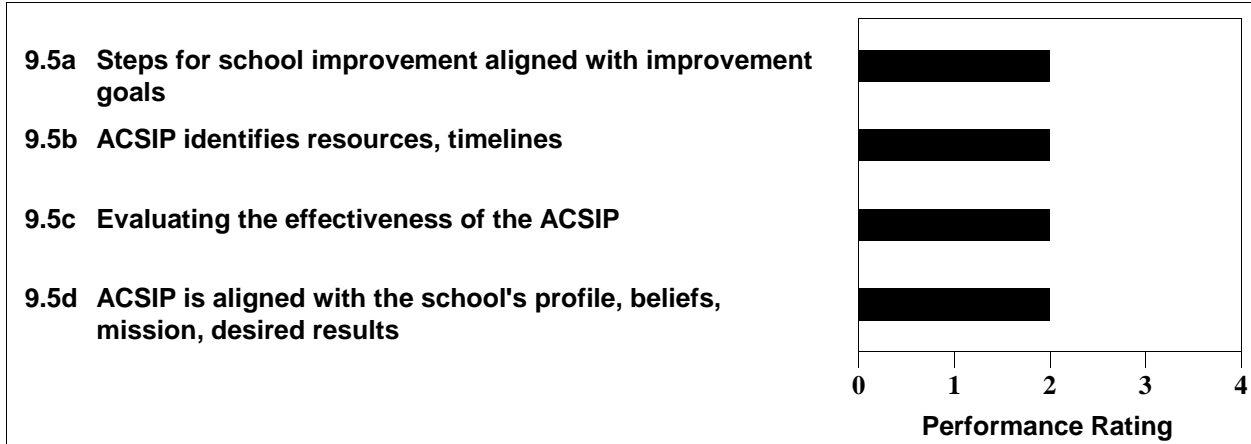 9.5a Steps for school improvement aligned with improvement
goals
9.5b ACSIP identifies resources, timelines
9.5c Evaluating the effectiveness of the ACSIP
9.5d ACSIP is aligned with the school's profile, beliefs,
mission, desired results
0 1 2 3 4
Performance Rating